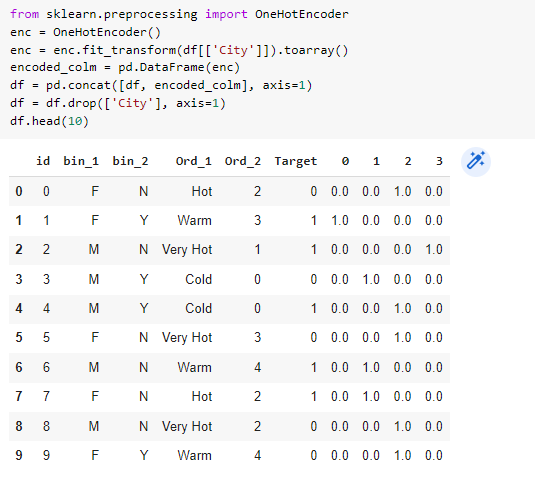 from sklearn.preprocessing import OneHotEncoder
enc = OneHotEncoder()
enc = enc.fit_transform(df[['City']]).toarray()
encoded_colm = pd.DataFrame(enc)
df = pd.concat([df, encoded_colm], axis=1)
df = df.drop(['City'], axis=1)
df.head(10)
id bin_1 bin_2 Ord_1 Ord_2 Target 0 1 2 3
0 0 F N Hot 2 0 0.0 0.0 1.0 0.0
1 1 F Y Warm 3 1 1.0 0.0 0.0 0.0
2 2 M N Very Hot 1 1 0.0 0.0 0.0 1.0
3 3 M Y Cold 0 0 0.0 1.0 0.0 0.0
4 4 M Y Cold 0 1 0.0 0.0 1.0 0.0
5 5 F N Very Hot 3 0 0.0 0.0 1.0 0.0
6 6 M N Warm 4 1 0.0 1.0 0.0 0.0
7 7 F N Hot 2 1 0.0 1.0 0.0 0.0
8 8 M N Very Hot 2 0 0.0 0.0 1.0 0.0
9 9 F Y Warm 4 0 0.0 0.0 1.0 0.0